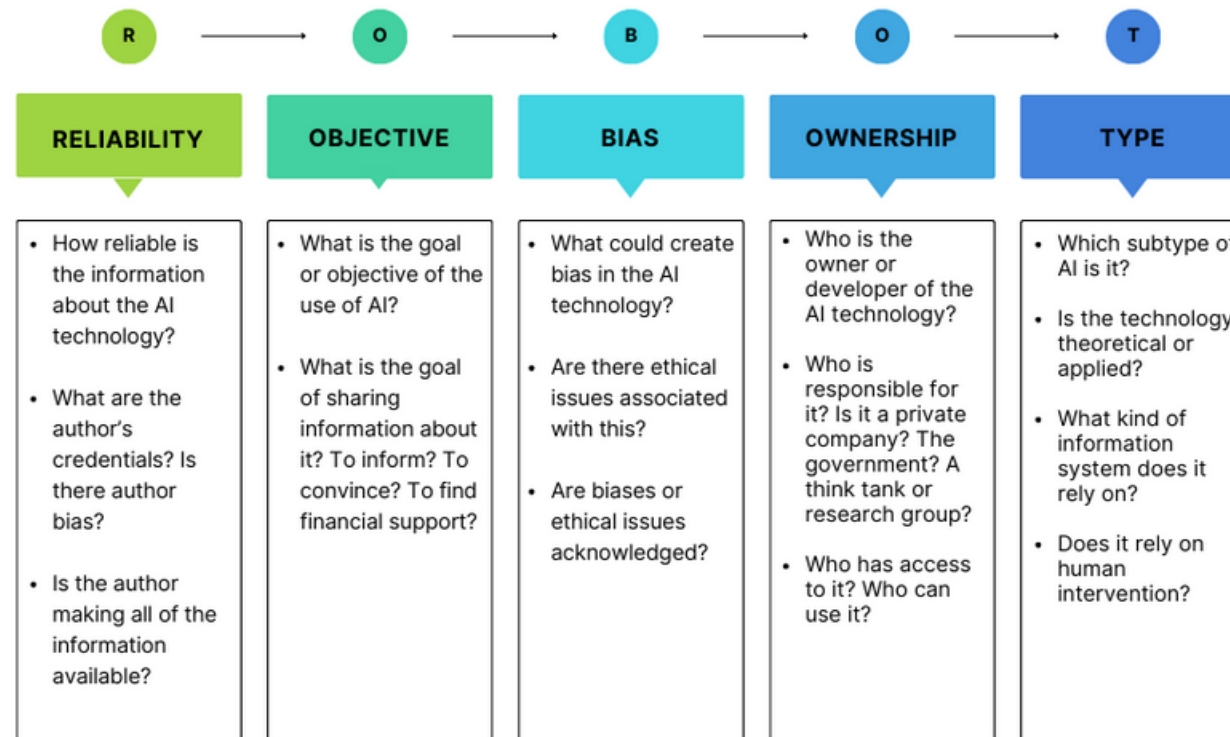 R
O
B
O
T
RELIABILITY
OBJECTIVE
BIAS
OWNERSHIP
TYPE
• How reliable is
the information
about the AI
technology?
• What are the
author's
credentials? Is
there author
bias?
• Is the author
making all of the
information
available?
• What is the goal
or objective of the
use of AI?
• What is the goal
of sharing
information about
it? To inform? To
convince? To find
financial support?
• What could create
bias in the AI
technology?
• Are there ethical
issues associated
with this?
• Are biases or
ethical issues
acknowledged?
• Who is the
owner or
developer of the
AI technology?
• Who is
responsible for
it? Is it a private
company? The
government? A
think tank or
research group?
• Who has access
to it? Who can
use it?
• Which subtype of
AI is it?
• Is the technology
theoretical or
applied?
• What kind of
information
system does it
rely on?
• Does it rely on
human
intervention?